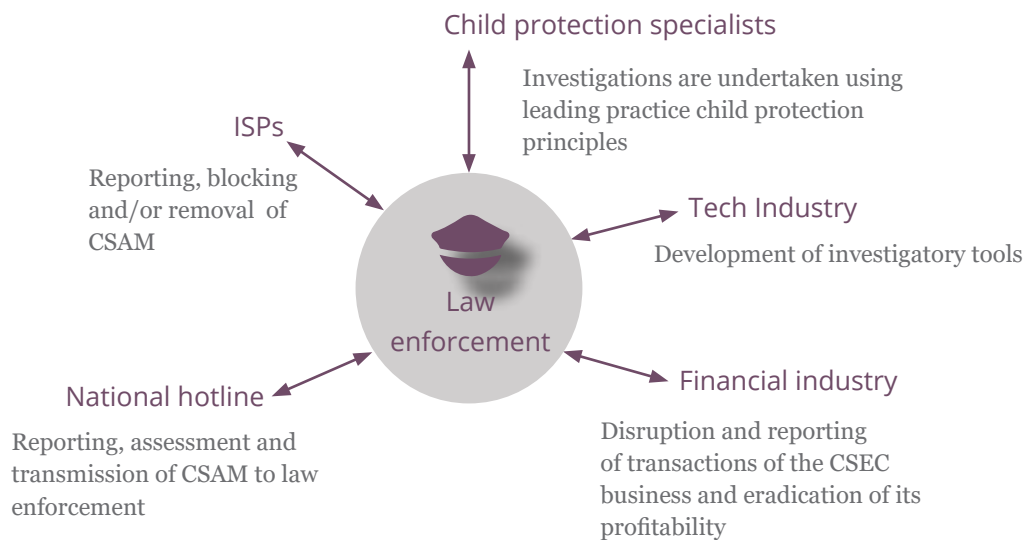 Child protection specialists
Investigations are undertaken using
leading practice child protection
principles
ISPs
Reporting, blocking
and/or removal of
CSAM
Tech Industry
Development of investigatory tools
Law
enforcement
National hotline
Reporting, assessment and
transmission of CSAM to law
enforcement
Financial industry
Disruption and reporting
of transactions of the CSEC
business and eradication of its
profitability